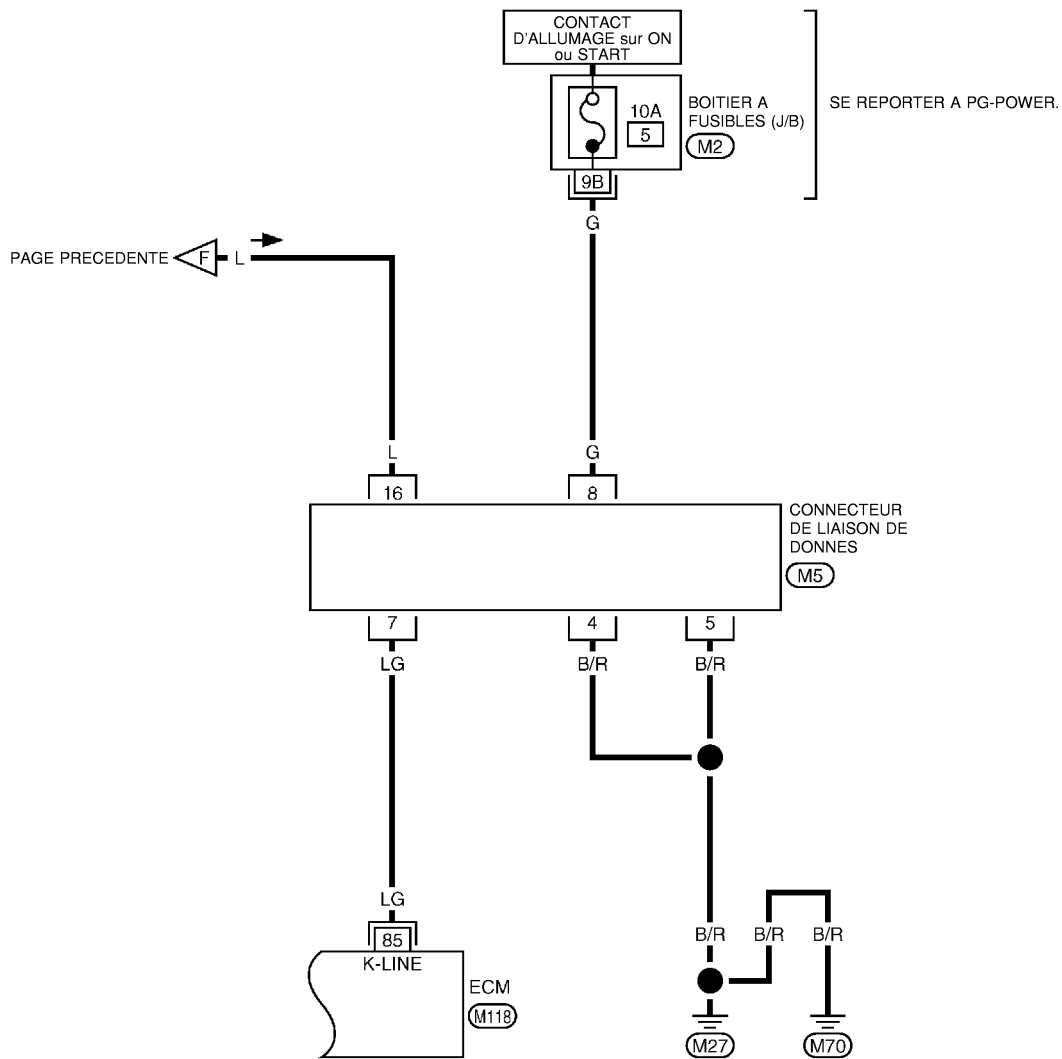 CONTACT
D'ALLUMAGE sur ON
ou START
10A
5
BOITIER A
FUSIBLES (J/B)
M2
SE REPORTER A PG-POWER.
9B
G
PAGE PRECEDENTE
F
L
L
G
16
8
CONNECTEUR
DE LIAISON DE
DONNES
M5
7
4
5
LG
B/R
B/R
LG
85
K-LINE
ECM
M118
B/R
B/R
B/R
M27
M70